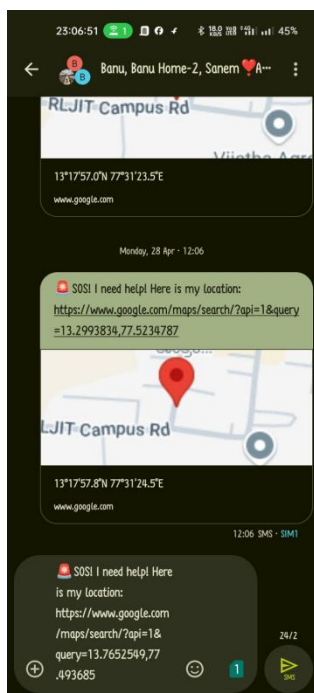 23:06:51 1 45%
Banu, Banu Home-2, Sanem ❤️A···
RLJIT Campus Rd
Vijetha Agro
13°17'57.0"N 77°31'23.5"E
www.google.com
Monday, 28 Apr · 12:06
🚨 SOS! I need help! Here is my location:
https://www.google.com/maps/search/?api=1&query
=13.2993834,77.5234787
LJIT Campus Rd
13°17'57.8"N 77°31'24.5"E
www.google.com
12:06 SMS · SIM1
🚨 SOS! I need help! Here
is my location:
https://www.google.com
/maps/search/?api=1&
query=13.7652549,77
.493685
24/2
1
SMS